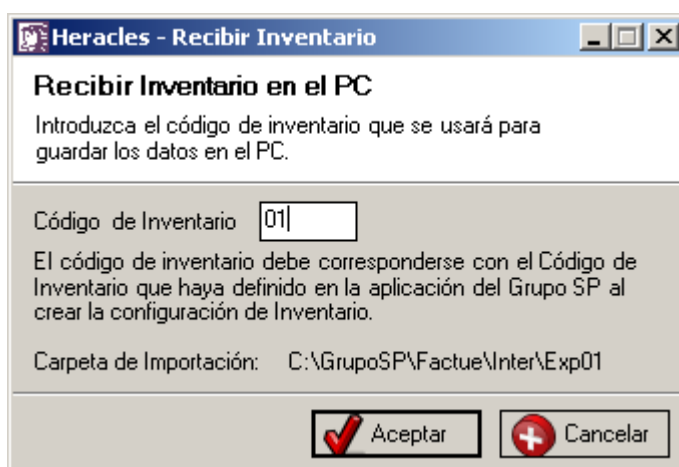 Heracles - Recibir Inventario
Recibir Inventario en el PC
Introduzca el código de inventario que se usará para
guardar los datos en el PC.
Código de Inventario 01
El código de inventario debe corresponderse con el Código de
Inventario que haya definido en la aplicación del Grupo SP al
crear la configuración de Inventario.
Carpeta de Importación: C:\GrupoSP\Factue\Inter\Exp01
Aceptar Cancelar